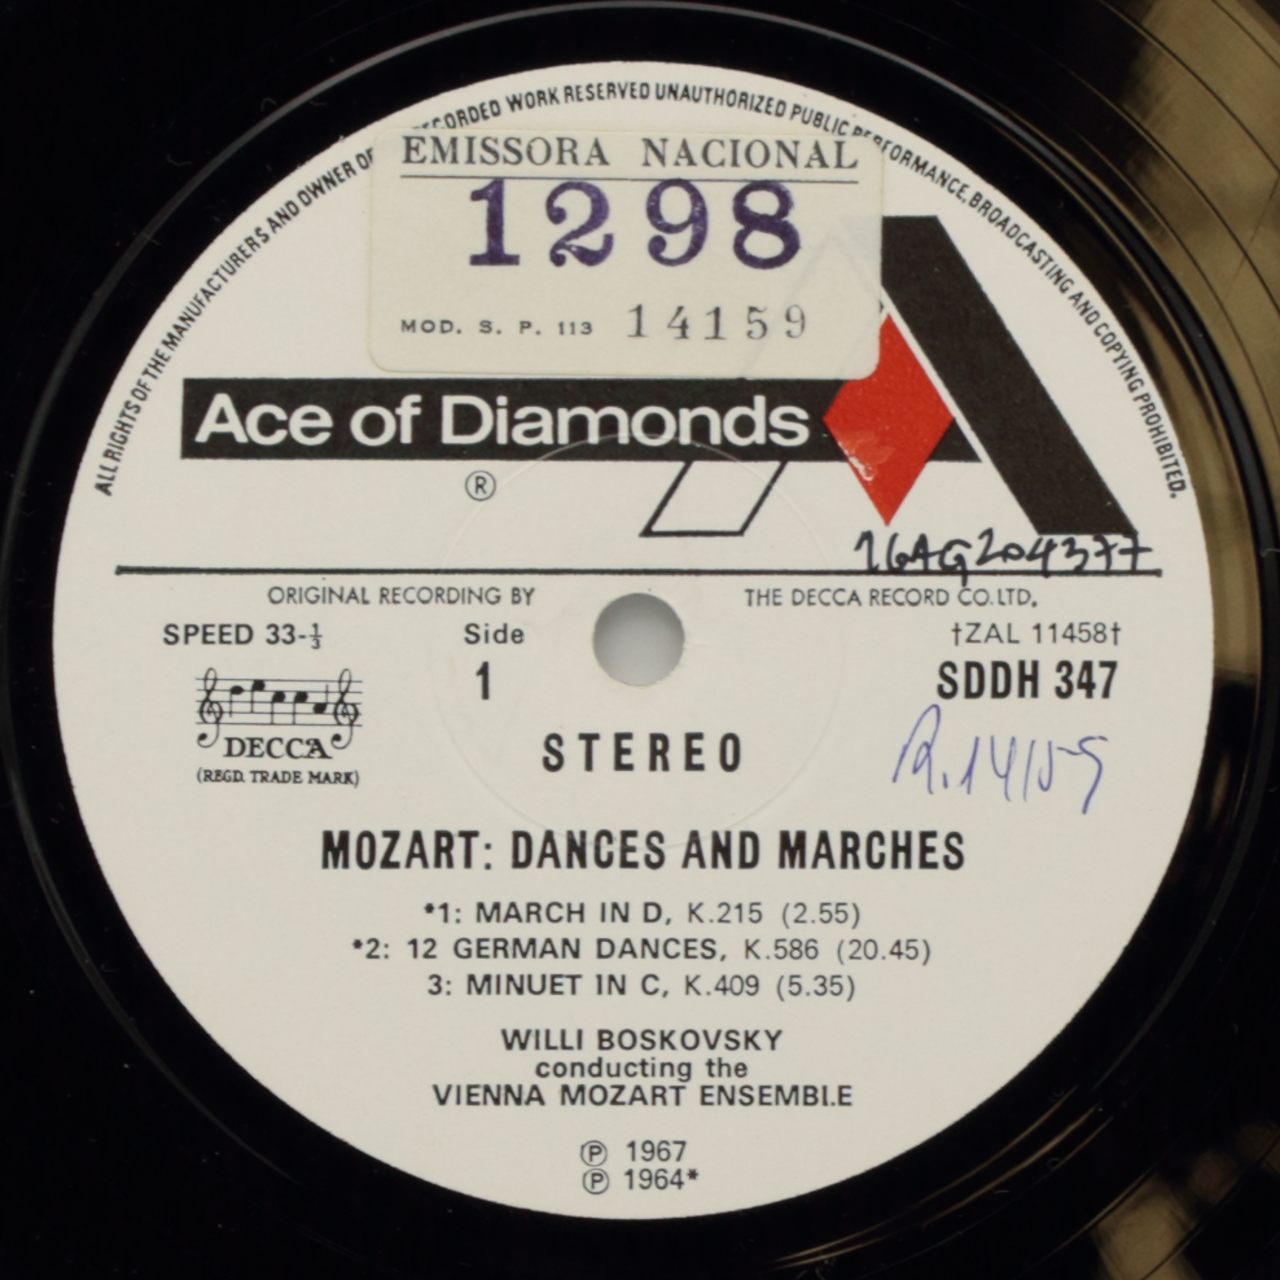 ALL RIGHTS OF THE MANUFACTURERS AND OWNER OF RECORDED WORK RESERVED UNAUTHORIZED PUBLIC PERFORMANCE, BROADCASTING AND COPYING PROHIBITED.
EMISSORA NACIONAL
1298
MOD. S. P. 113 14159
Ace of Diamonds
®
16AG204377
ORIGINAL RECORDING BY THE DECCA RECORD CO. LTD.
SPEED 33-⅓ Side †ZAL 11458†
1 SDDH 347
DECCA
(REGD. TRADE MARK)
STEREO
R.14159
MOZART: DANCES AND MARCHES
*1: MARCH IN D, K.215 (2.55)
*2: 12 GERMAN DANCES, K.586 (20.45)
3: MINUET IN C, K.409 (5.35)
WILLI BOSKOVSKY
conducting the
VIENNA MOZART ENSEMBLE
℗ 1967
℗ 1964*